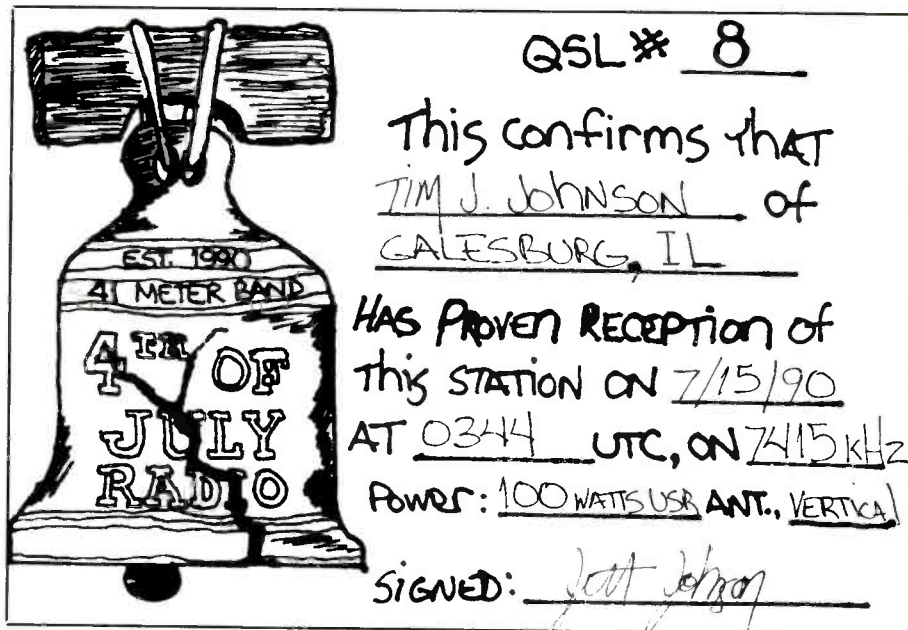 EST. 1990
41 METER BAND
4TH OF
JULY
RADIO
QSL# 8
This confirms thAT
TIM J. JOHNSON of
GALESBURG, IL
HAS PROVEn RECEPTion of
this STATION ON 7/15/90
AT 0344 UTC, ON 7415 kHz
Power: 100 WATTS USB ANT., VERTICAL
SIGNED: Johnson